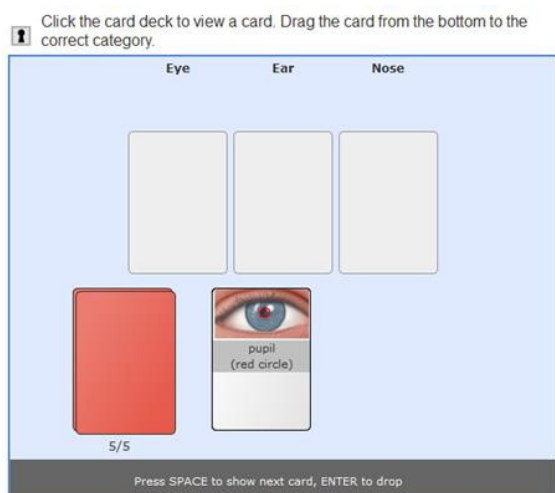 Click the card deck to view a card. Drag the card from the bottom to the
correct category.
Eye Ear Nose
pupil
(red circle)
5/5
Press SPACE to show next card, ENTER to drop